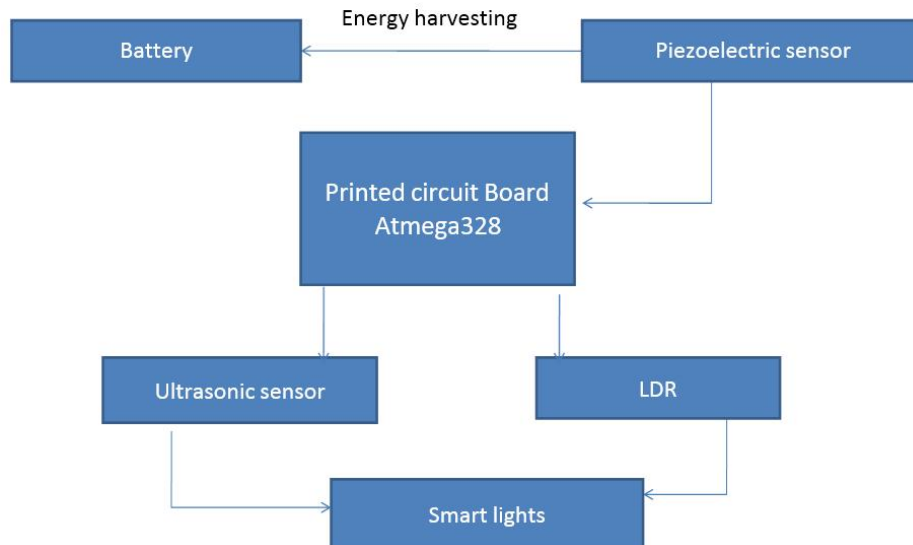 Energy harvesting
Battery
Piezoelectric sensor
Printed circuit Board
Atmega328
Ultrasonic sensor
LDR
Smart lights